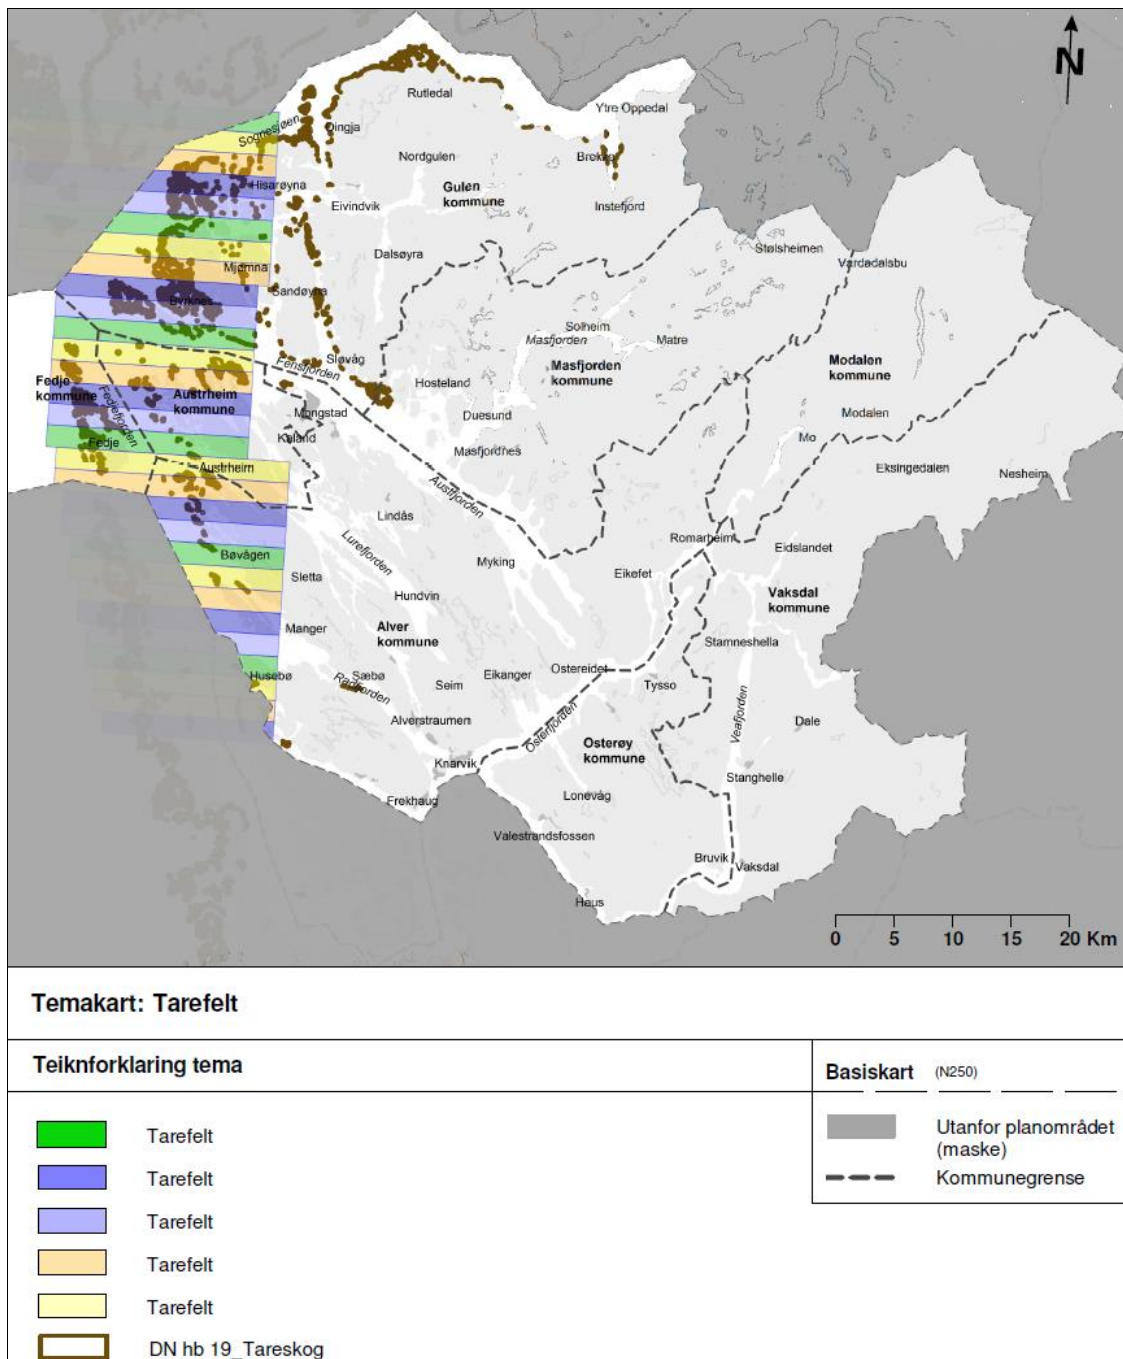 N
Rutledal
Ytre Oppedal
Sognesjøen
Dingja
Nordgulen
Brekke
Hisarøyna
Gulen
kommune
Eivindvik
Instefjord
Dalsøyra
Stølsheimen
Vardadalsbu
Mjømna
Byrknes
Sandøyna
Solheim
Masfjorden
Matre
Fensfjorden
Sløvåg
Masfjorden
kommune
Modalen
kommune
Fedje
kommune
Hosteland
Austrheim
kommune
Fedjefjorden
Mongstad
Duesund
Modalen
Mo
Fedje
Kaland
Masfjordnes
Austrheim
Eksingedalen
Nesheim
Austfjorden
Lindås
Lurefjorden
Romarheim
Bøvågen
Myking
Eidslandet
Sletta
Eikefet
Hundvin
Vaksdal
kommune
Manger
Alver
kommune
Stamneshella
Husebø
Sæbø
Radfjorden
Seim
Eikanger
Ostereidet
Tysso
Alverstraumen
Osterfjorden
Veafjorden
Dale
Osterøy
kommune
Knarvik
Stanghelle
Frekhaug
Lonevåg
Valestrandsfossen
Bruvik
Vaksdal
Haus
0 5 10 15 20 Km
Temakart: Tarefelt
Teiknforklaring tema
Basiskart (N250)
Tarefelt
Tarefelt
Tarefelt
Tarefelt
Tarefelt
DN hb 19_Tareskog
Utanfor planområdet
(maske)
Kommunegrense